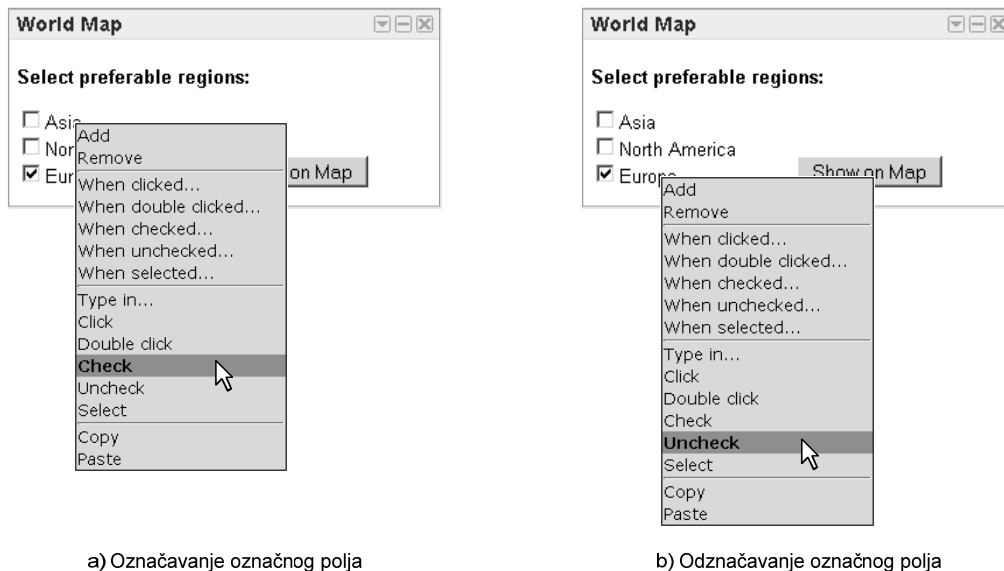 World Map
Select preferable regions:
Asia
Nor
Eur
on Map
Add
Remove
When clicked...
When double clicked...
When checked...
When unchecked...
When selected...
Type in...
Click
Double click
Check
Uncheck
Select
Copy
Paste
a) Označavanje označnog polja
World Map
Select preferable regions:
Asia
North America
Europe
Show on Map
Add
Remove
When clicked...
When double clicked...
When checked...
When unchecked...
When selected...
Type in...
Click
Double click
Check
Uncheck
Select
Copy
Paste
b) Odznačavanje označnog polja